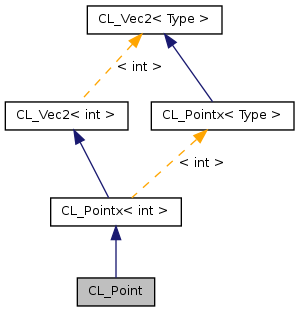 CL_Vec2< Type >
< int >
CL_Vec2< int >
CL_Pointx< Type >
< int >
CL_Pointx< int >
CL_Point